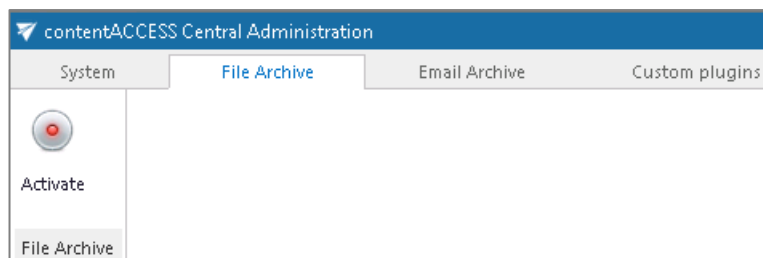 contentACCESS Central Administration
System File Archive Email Archive Custom plugins
Activate
File Archive